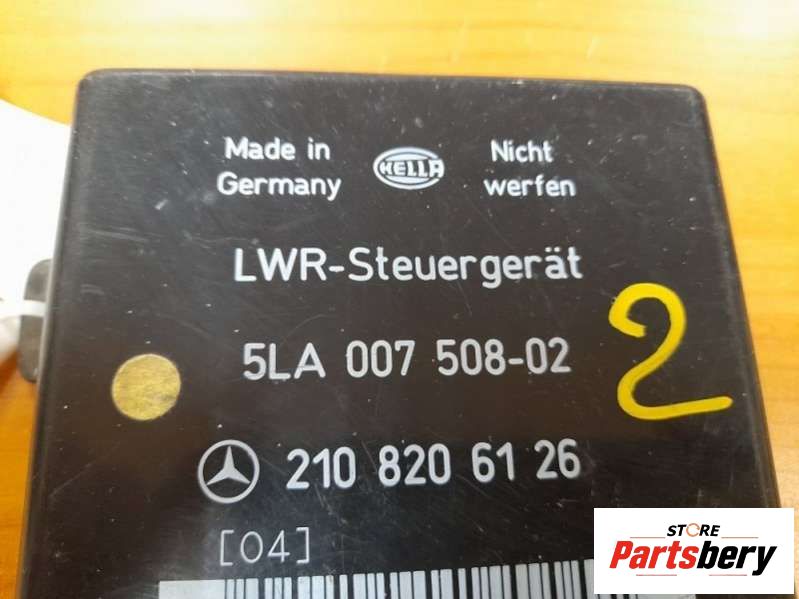 Made in
Germany
HELLA
Nicht
werfen
LWR-Steuergerät
5LA 007 508-02
2
210 820 61 26
[04]
STORE
Partsbery